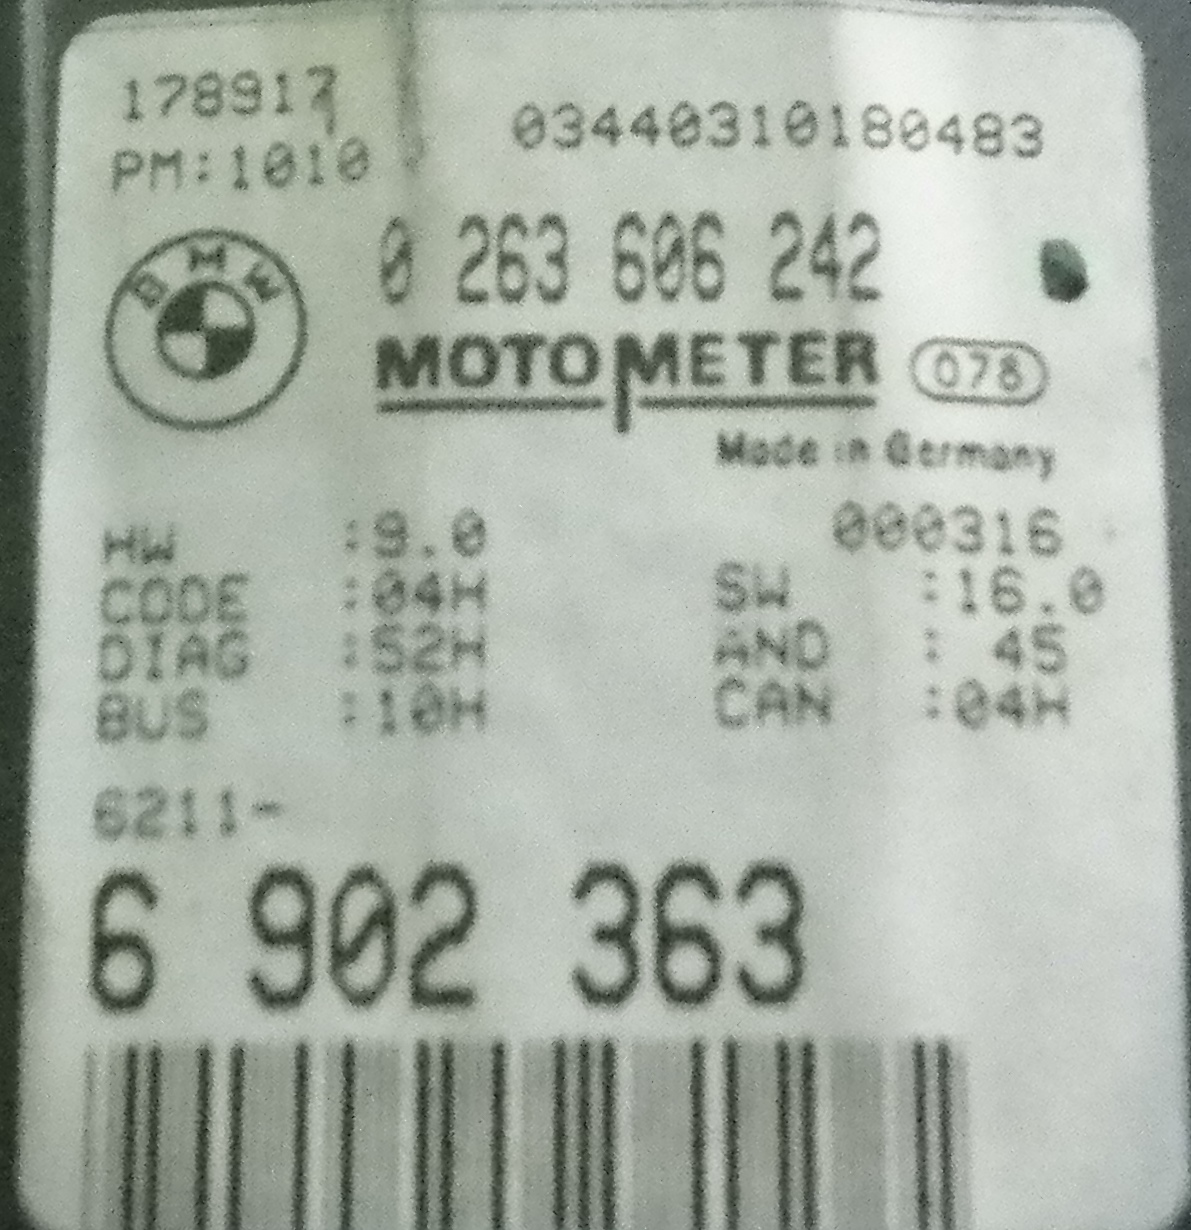 178917
PM:1010
03440310180483
BMW
0 263 606 242
MOTOMETER
078
Made in Germany
000316
HW :9.0
CODE :04H
SW :16.0
DIAG :52H
AND : 45
BUS :10H
CAN :04H
6211-
6 902 363